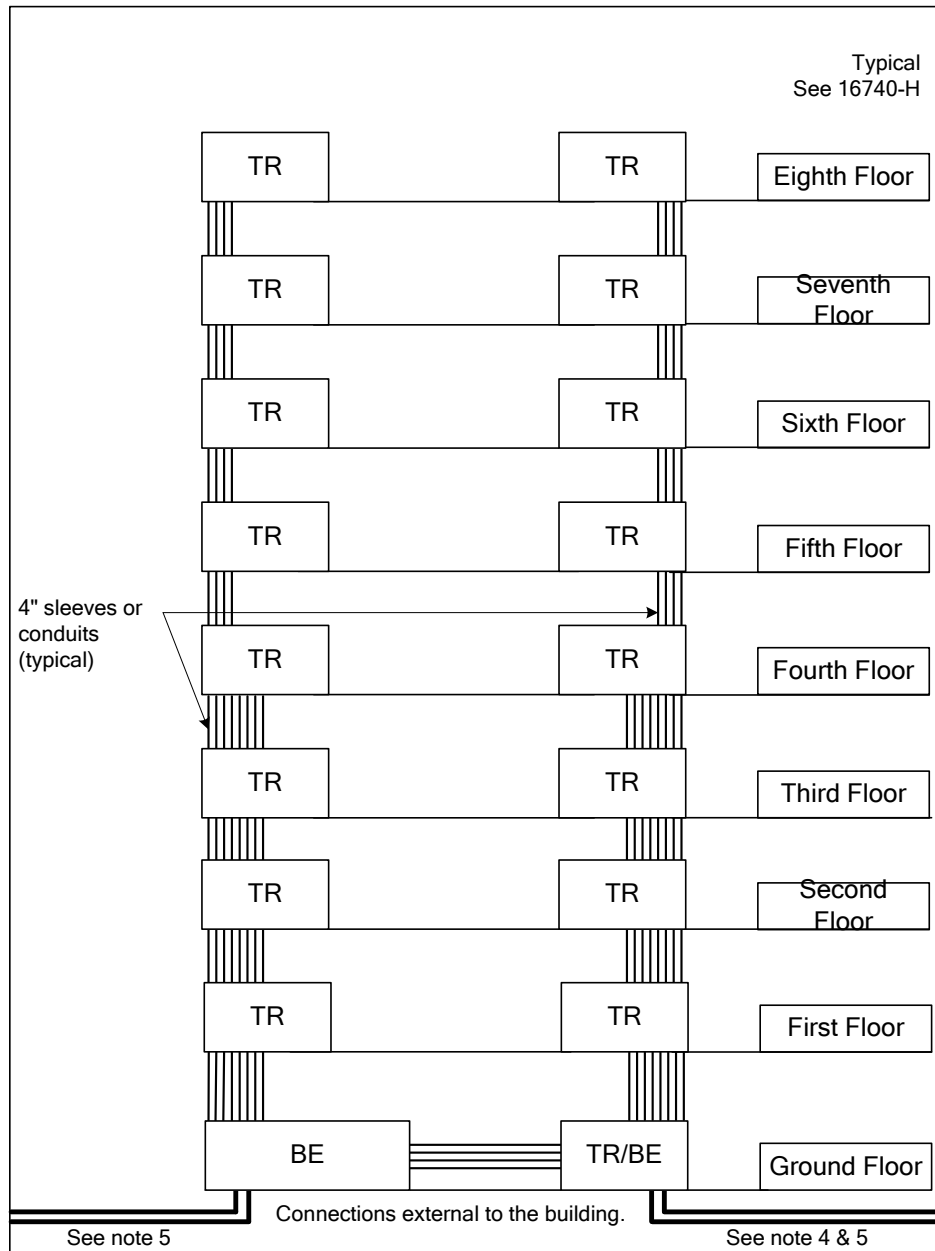 Typical
See 16740-H
TR
TR
Eighth Floor
TR
TR
Seventh
Floor
TR
TR
Sixth Floor
TR
TR
Fifth Floor
4" sleeves or
conduits
(typical)
TR
TR
Fourth Floor
TR
TR
Third Floor
TR
TR
Second
Floor
TR
TR
First Floor
BE
TR/BE
Ground Floor
Connections external to the building.
See note 5
See note 4 & 5